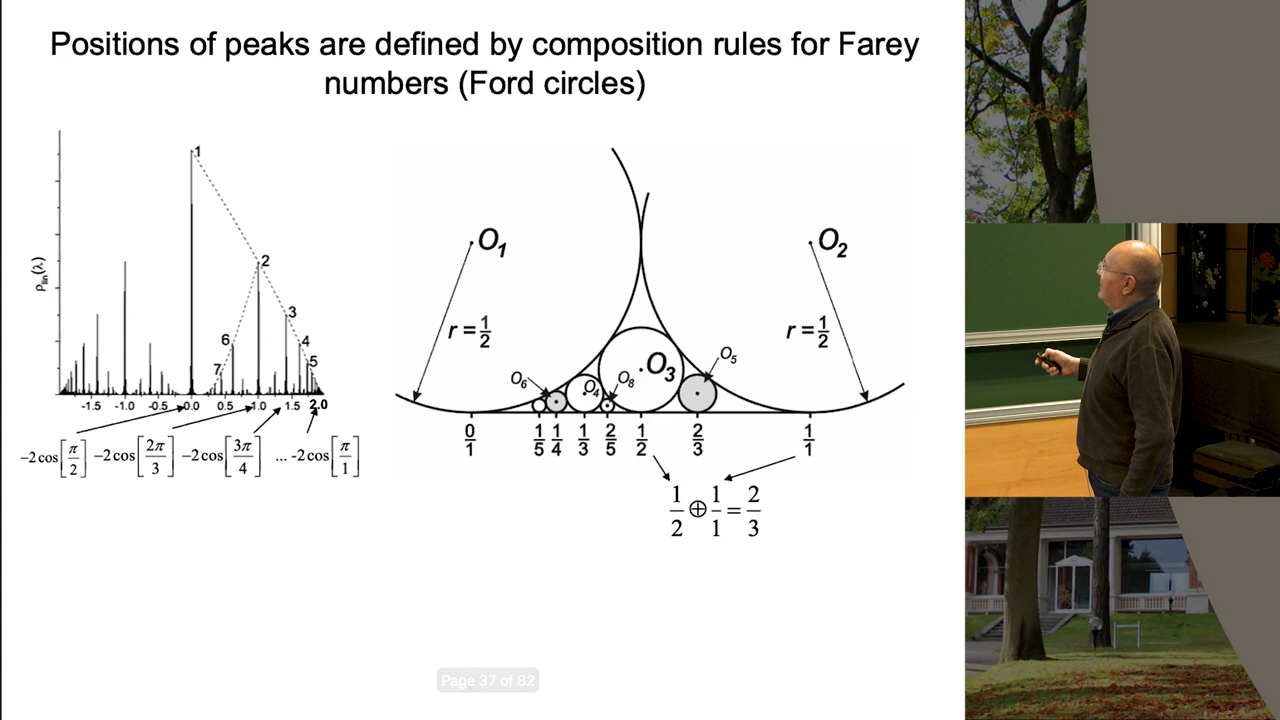 Positions of peaks are defined by composition rules for Farey
numbers (Ford circles)
ρ_lin(λ)
1
2
3
4
5
6
7
-1.5 -1.0 -0.5 0.0 0.5 1.0 1.5 2.0
-2cos[π/2] -2cos[2π/3] -2cos[3π/4] ... -2cos[π/1]
O₁
O₂
r = 1/2
r = 1/2
O₃
O₄
O₅
O₆
O₈
0/1 1/5 1/4 1/3 2/5 1/2 2/3 1/1
1/2 ⊕ 1/1 = 2/3
Page 37 of 82